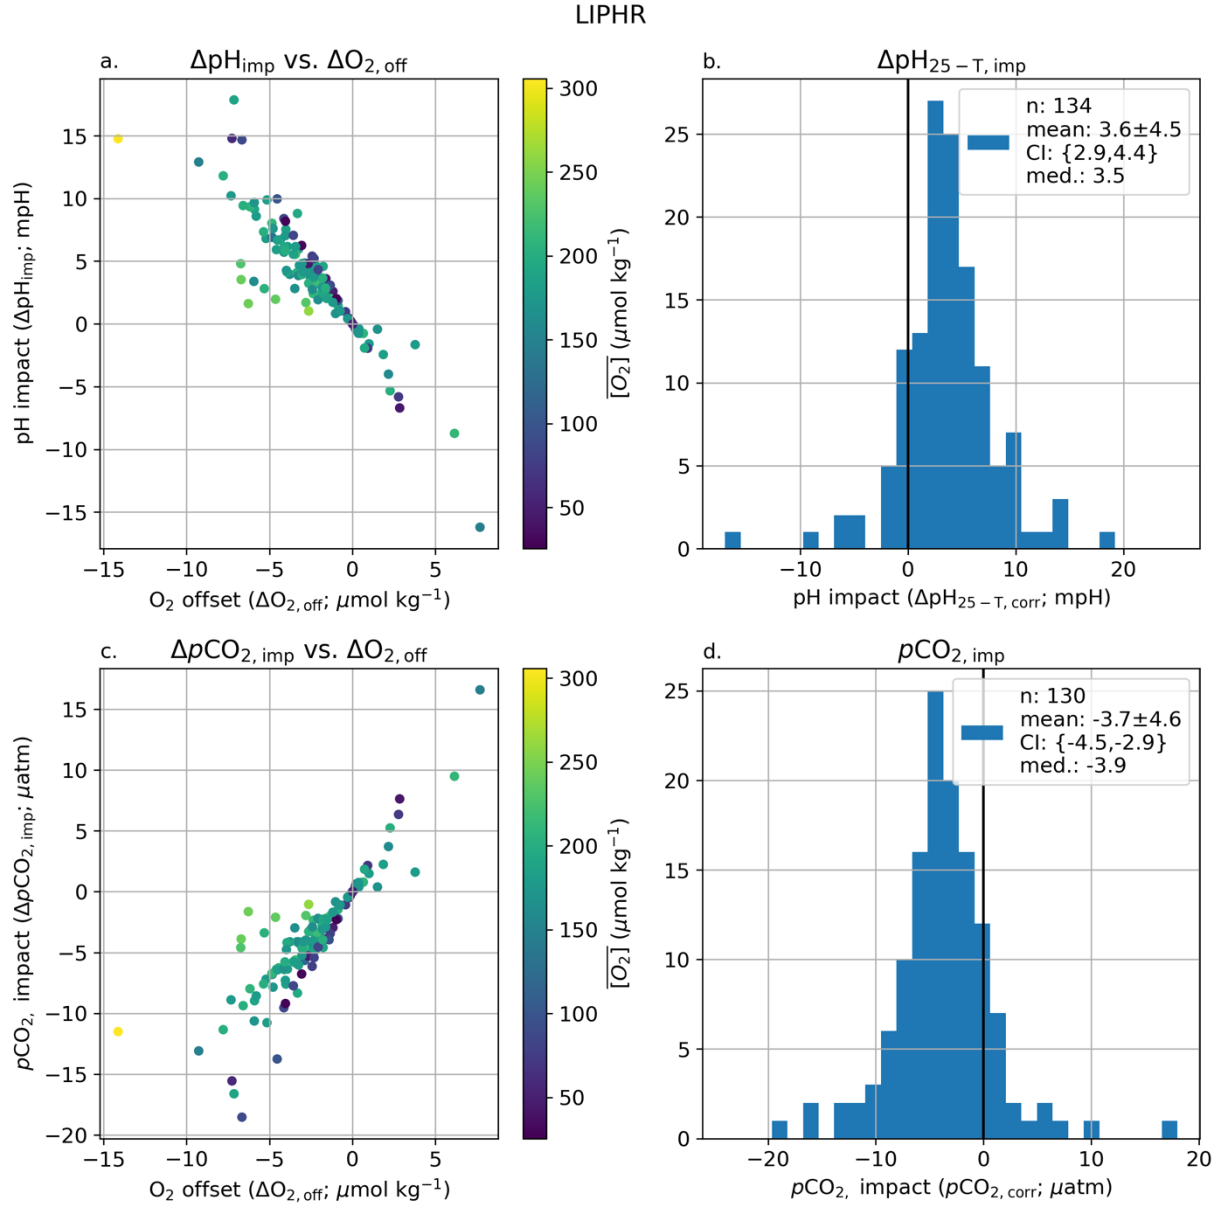 LIPHR
a.
ΔpH_imp vs. ΔO_2, off
15
10
5
0
−5
−10
−15
pH impact (ΔpH_imp; mpH)
−15 −10 −5 0 5
O_2 offset (ΔO_2, off; μmol kg^−1)
300
250
200
150
100
50
[O_2] (μmol kg^−1)
b.
ΔpH_25 − T, imp
n: 134
mean: 3.6±4.5
CI: {2.9,4.4}
med.: 3.5
25
20
15
10
5
0
−10 0 10 20
pH impact (ΔpH_25 − T, corr; mpH)
c.
ΔpCO_2, imp vs. ΔO_2, off
15
10
5
0
−5
−10
−15
−20
pCO_2, impact (ΔpCO_2, imp; μatm)
−15 −10 −5 0 5
O_2 offset (ΔO_2, off; μmol kg^−1)
300
250
200
150
100
50
[O_2] (μmol kg^−1)
d.
pCO_2, imp
n: 130
mean: -3.7±4.6
CI: {-4.5,-2.9}
med.: -3.9
25
20
15
10
5
0
−20 −10 0 10 20
pCO_2, impact (pCO_2, corr; μatm)